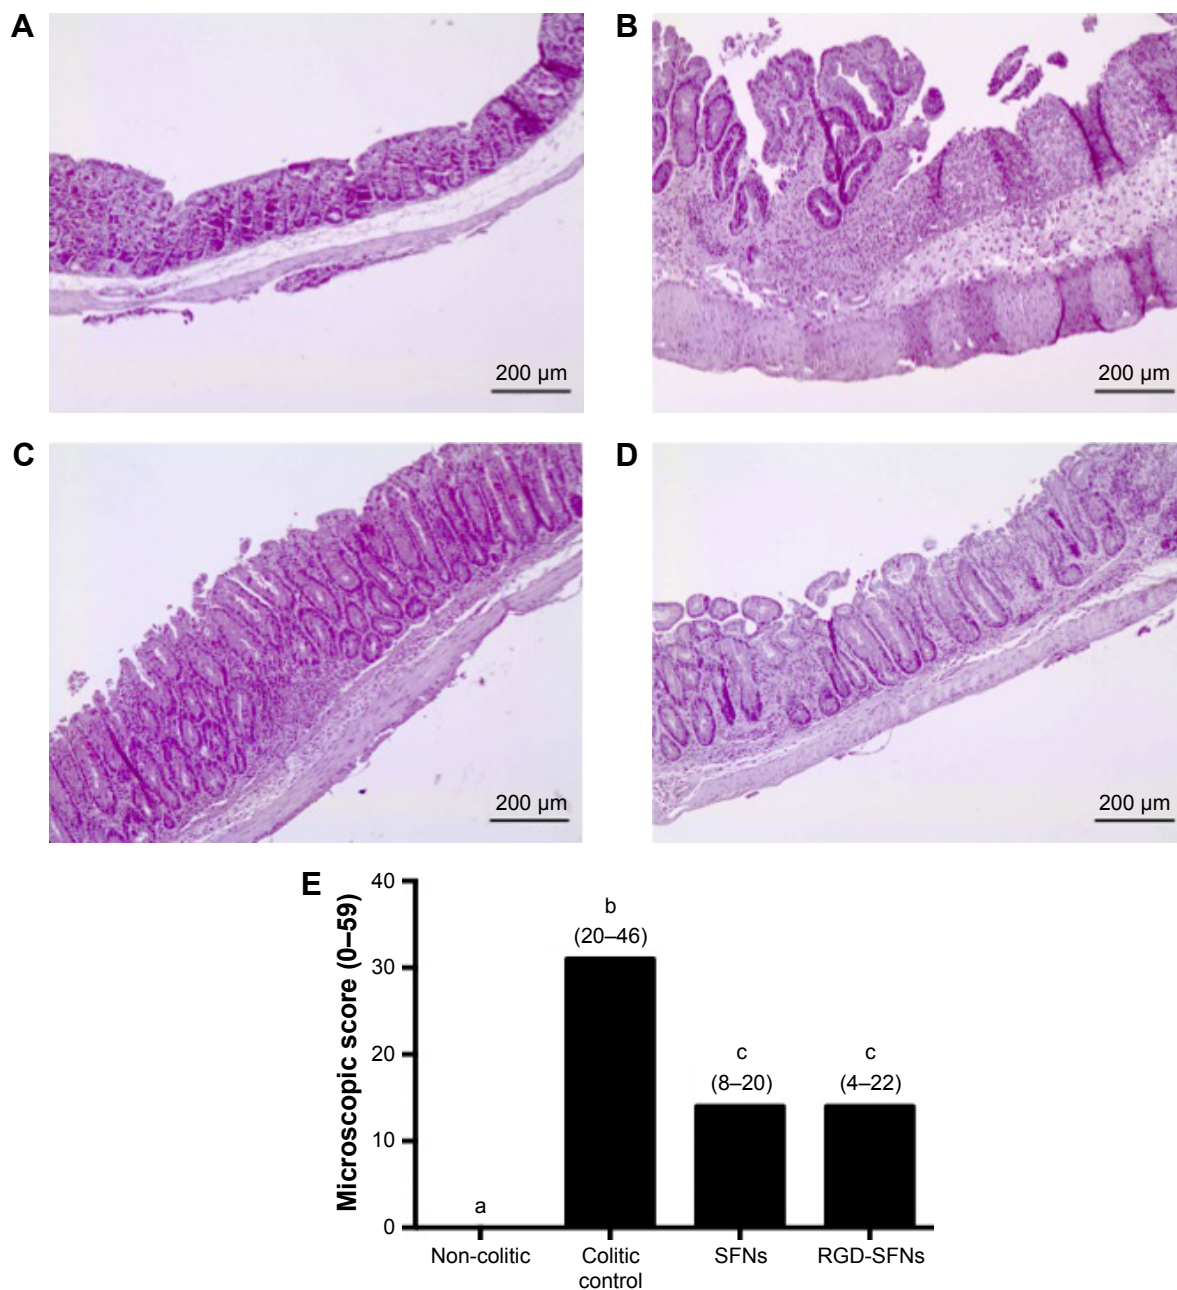 A
B
200 µm
200 µm
C
D
200 µm
200 µm
E
Microscopic score (0–59)
40
30
20
10
0
a
b
(20–46)
c
(8–20)
c
(4–22)
Non-colitic
Colitic
control
SFNs
RGD-SFNs